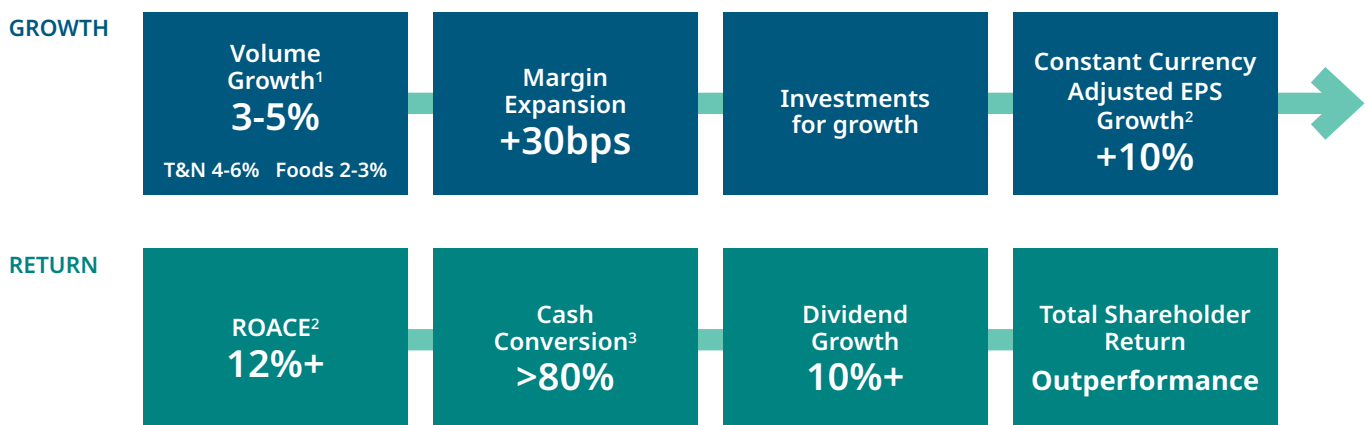 GROWTH
Volume
Growth¹
3-5%
T&N 4-6% Foods 2-3%
Margin
Expansion
+30bps
Investments
for growth
Constant Currency
Adjusted EPS
Growth²
+10%
RETURN
ROACE²
12%+
Cash
Conversion³
>80%
Dividend
Growth
10%+
Total Shareholder
Return
Outperformance